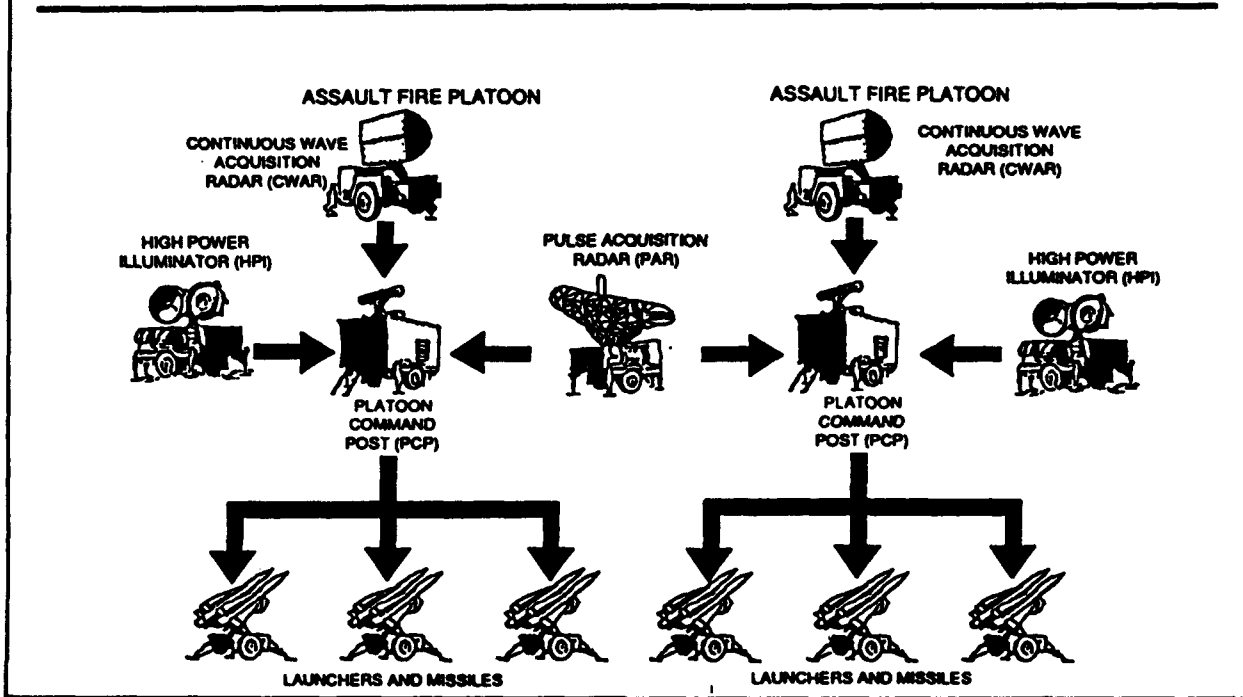 ASSAULT FIRE PLATOON
CONTINUOUS WAVE
ACQUISITION
RADAR (CWAR)
HIGH POWER
ILLUMINATOR (HPI)
PLATOON
COMMAND
POST (PCP)
LAUNCHERS AND MISSILES
PULSE ACQUISITION
RADAR (PAR)
ASSAULT FIRE PLATOON
CONTINUOUS WAVE
ACQUISITION
RADAR (CWAR)
HIGH POWER
ILLUMINATOR (HPI)
PLATOON
COMMAND
POST (PCP)
LAUNCHERS AND MISSILES